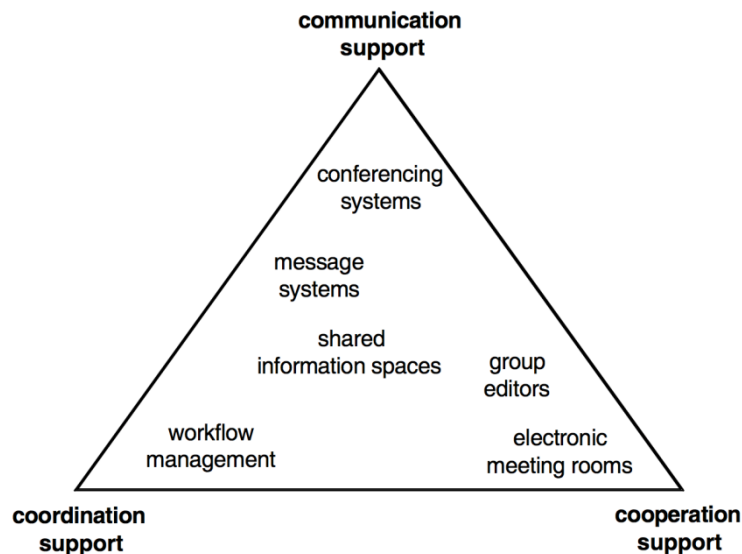 communication
support
conferencing
systems
message
systems
shared
information spaces
group
editors
workflow
management
electronic
meeting rooms
coordination
support
cooperation
support